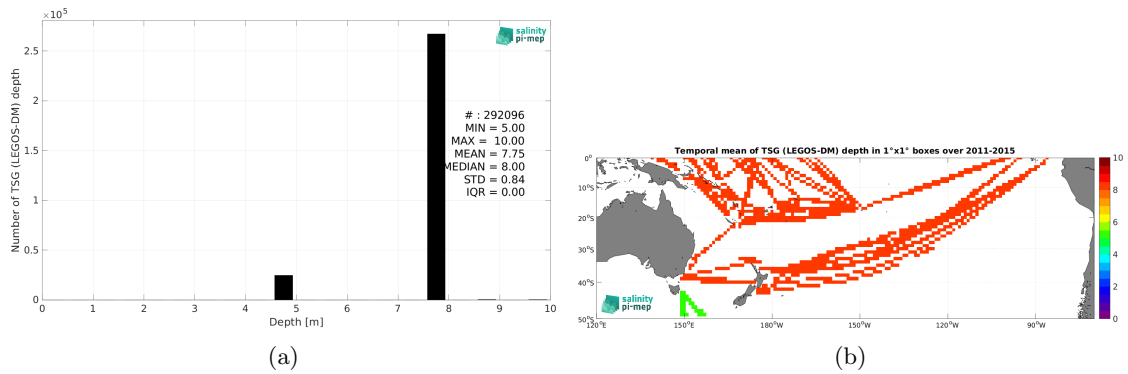 ×10⁵
salinity
pi-mep
2.5
2
1.5
1
0.5
0
Number of TSG (LEGOS-DM) depth
# : 292096
MIN = 5.00
MAX = 10.00
MEAN = 7.75
MEDIAN = 8.00
STD = 0.84
IQR = 0.00
0 1 2 3 4 5 6 7 8 9 10
Depth [m]
(a)
Temporal mean of TSG (LEGOS-DM) depth in 1°x1° boxes over 2011-2015
0°
10°S
20°S
30°S
40°S
50°S
120°E 150°E 180°W 150°W 120°W 90°W
salinity
pi-mep
10
8
6
4
2
0
(b)